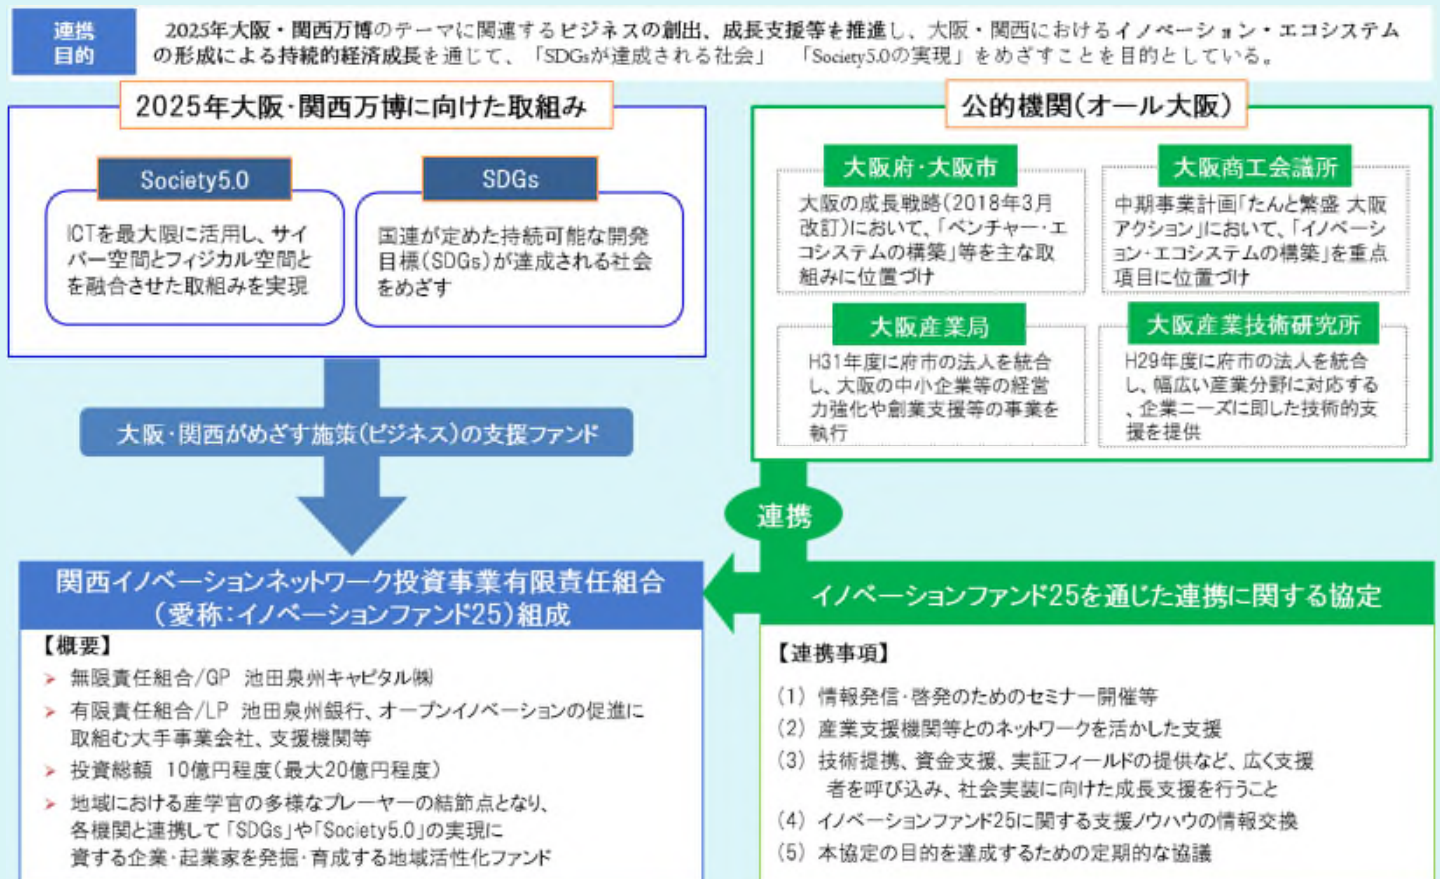 連携
目的
2025年大阪・関西万博のテーマに関連するビジネスの創出、成長支援等を推進し、大阪・関西におけるイノベーション・エコシステム
の形成による持続的経済成長を通じて、「SDGsが達成される社会」　「Society5.0の実現」をめざすことを目的としている。
2025年大阪・関西万博に向けた取組み
Society5.0
ICTを最大限に活用し、サイ
バー空間とフィジカル空間と
を融合させた取組みを実現
SDGs
国連が定めた持続可能な開発
目標(SDGs)が達成される社会
をめざす
大阪・関西がめざす施策(ビジネス)の支援ファンド
公的機関(オール大阪)
大阪府・大阪市
大阪の成長戦略(2018年3月
改訂)において、「ベンチャー・エ
コシステムの構築」等を主な取
組みに位置づけ
大阪商工会議所
中期事業計画「たんと繁盛 大阪
アクション」において、「イノベーシ
ョン・エコシステムの構築」を重点
項目に位置づけ
大阪産業局
H31年度に府市の法人を統合
し、大阪の中小企業等の経営
力強化や創業支援等の事業を
執行
大阪産業技術研究所
H29年度に府市の法人を統合
し、幅広い産業分野に対応する
、企業ニーズに即した技術的支
援を提供
連携
関西イノベーションネットワーク投資事業有限責任組合
(愛称：イノベーションファンド25)組成
【概要】
➤ 無限責任組合/GP 池田泉州キャピタル㈱
➤ 有限責任組合/LP 池田泉州銀行、オープンイノベーションの促進に
取組む大手事業会社、支援機関等
➤ 投資総額 10億円程度(最大20億円程度)
➤ 地域における産学官の多様なプレーヤーの結節点となり、
各機関と連携して「SDGs」や「Society5.0」の実現に
資する企業・起業家を発掘・育成する地域活性化ファンド
イノベーションファンド25を通じた連携に関する協定
【連携事項】
(1) 情報発信・啓発のためのセミナー開催等
(2) 産業支援機関等とのネットワークを活かした支援
(3) 技術提携、資金支援、実証フィールドの提供など、広く支援
者を呼び込み、社会実装に向けた成長支援を行うこと
(4) イノベーションファンド25に関する支援ノウハウの情報交換
(5) 本協定の目的を達成するための定期的な協議